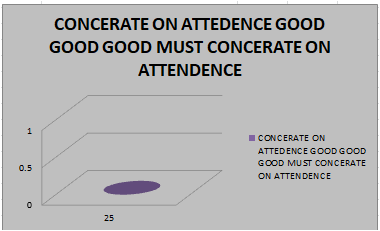 CONCERATE ON ATTEDENCE GOOD
GOOD GOOD MUST CONCERATE ON
ATTENDENCE
1
0.5
0
25
CONCERATE ON
ATTEDENCE GOOD GOOD
GOOD MUST CONCERATE
ON ATTENDENCE